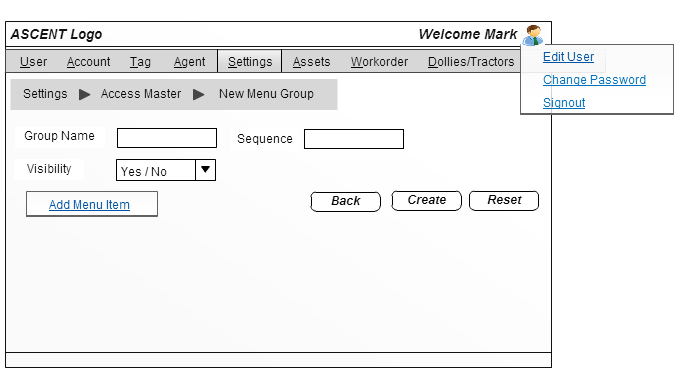 ASCENT Logo Welcome Mark
User Account Tag Agent Settings Assets Workorder Dollies/Tractors
Edit User
Change Password
Signout
Settings Access Master New Menu Group
Group Name Sequence
Visibility Yes / No
Add Menu Item Back Create Reset